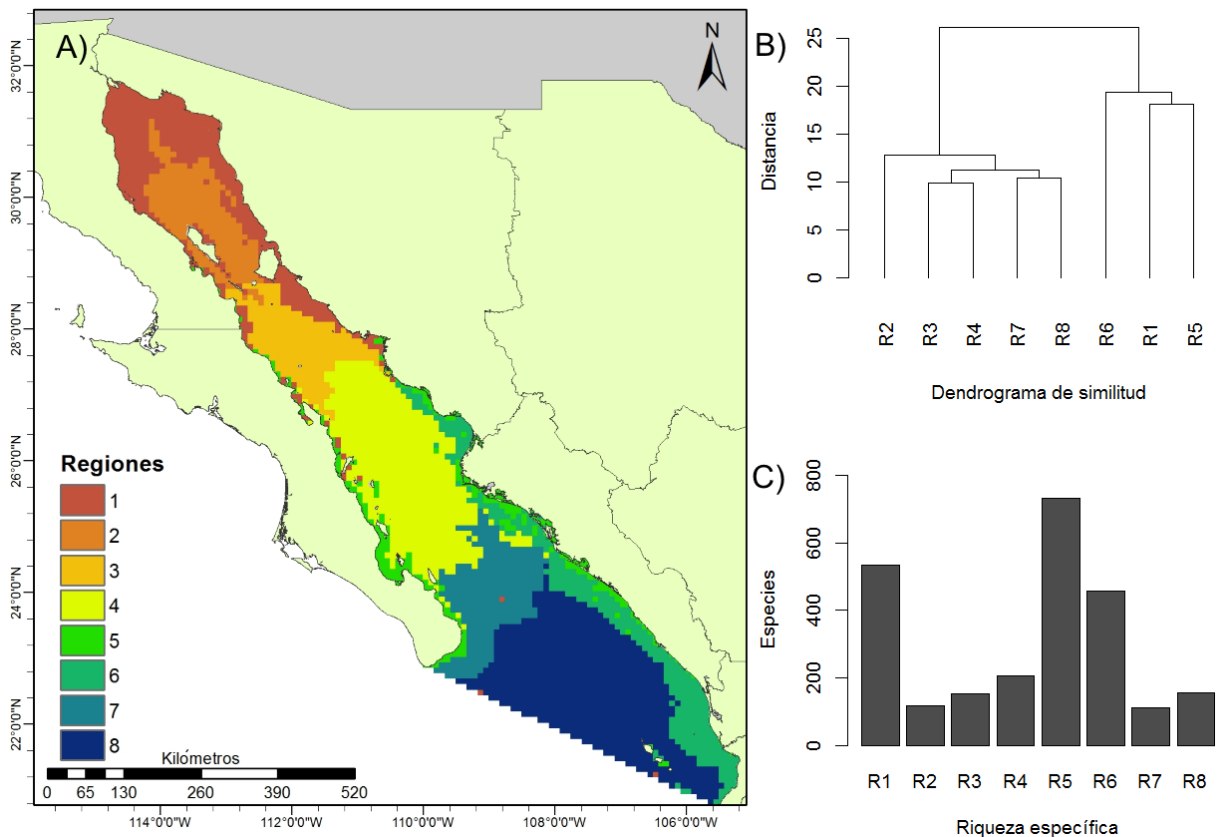 A)
N
32°0'0"N
30°0'0"N
28°0'0"N
26°0'0"N
24°0'0"N
22°0'0"N
Regiones
1
2
3
4
5
6
7
8
Kilómetros
0 65 130 260 390 520
114°0'0"W 112°0'0"W 110°0'0"W 108°0'0"W 106°0'0"W
B)
Distancia
25
20
15
10
5
0
R2 R3 R4 R7 R8 R6 R1 R5
Dendrograma de similitud
C)
Especies
800
600
400
200
0
R1 R2 R3 R4 R5 R6 R7 R8
Riqueza específica